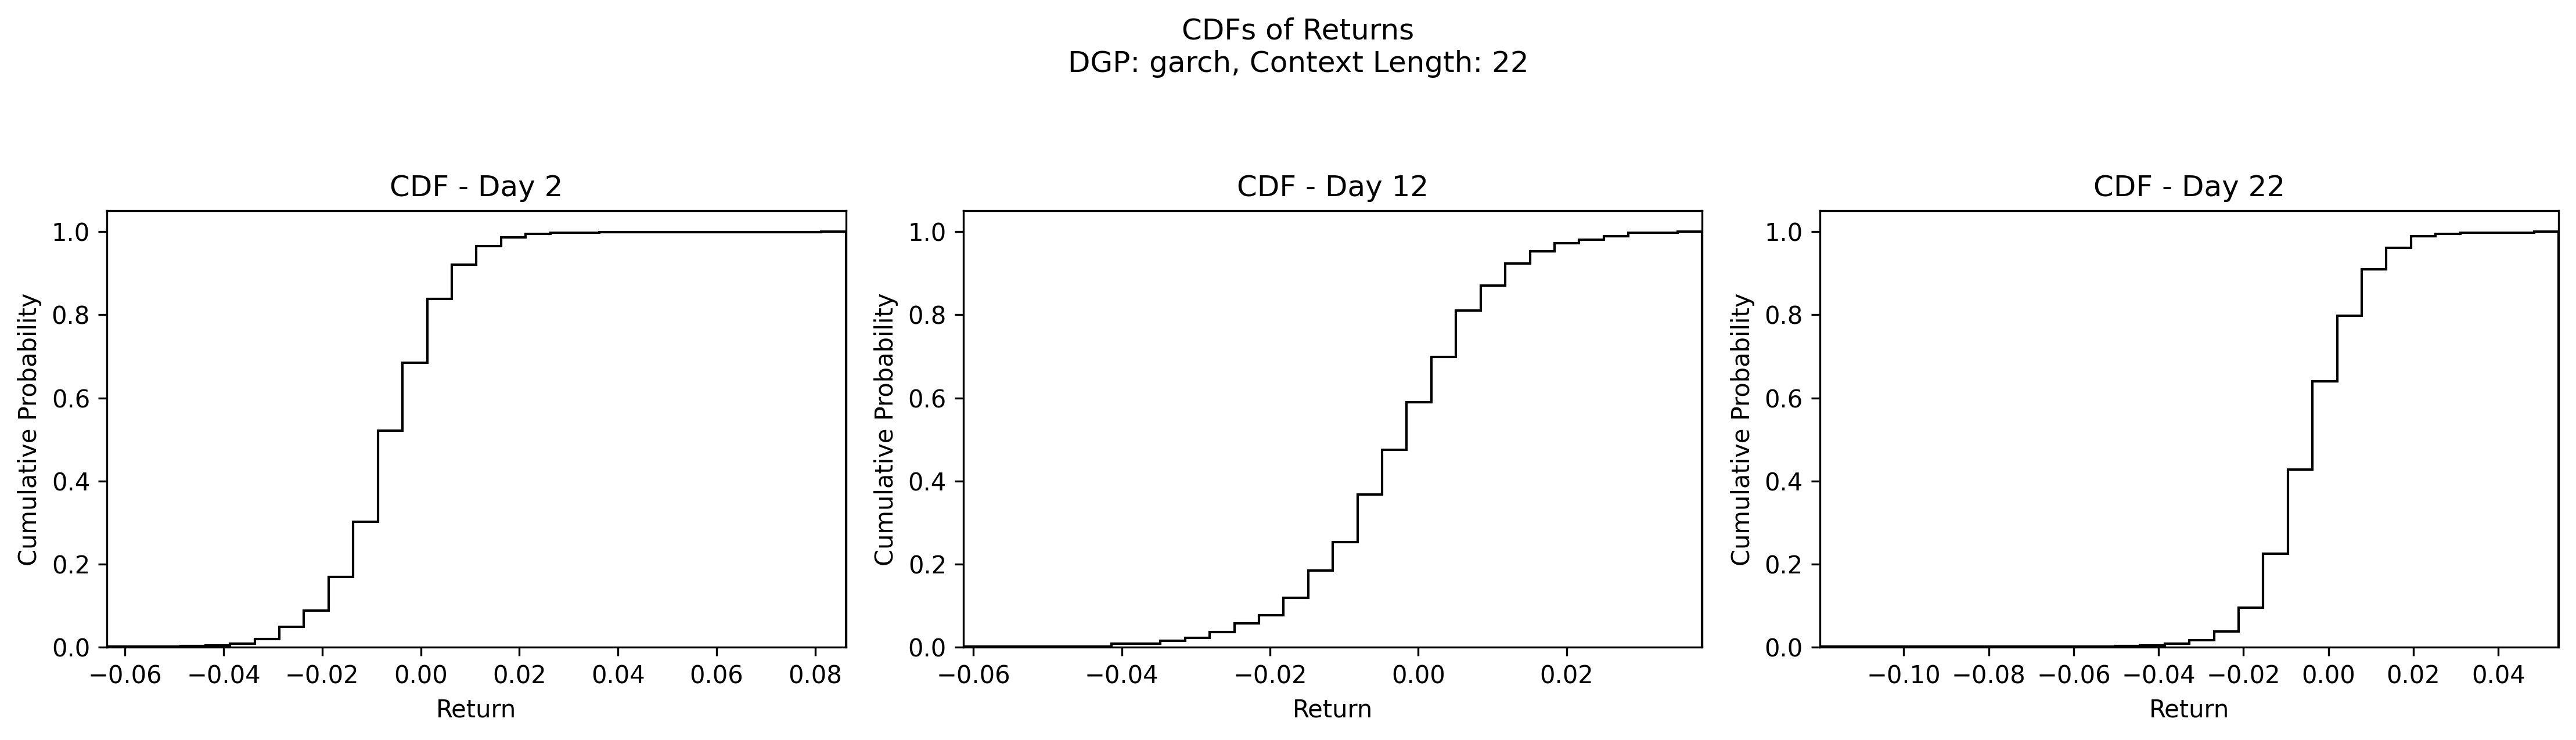 CDFs of Returns
DGP: garch, Context Length: 22
CDF - Day 2
1.0
0.8
0.6
0.4
0.2
0.0
Cumulative Probability
−0.06 −0.04 −0.02 0.00 0.02 0.04 0.06 0.08
Return
CDF - Day 12
1.0
0.8
0.6
0.4
0.2
0.0
Cumulative Probability
−0.06 −0.04 −0.02 0.00 0.02
Return
CDF - Day 22
1.0
0.8
0.6
0.4
0.2
0.0
Cumulative Probability
−0.10 −0.08 −0.06 −0.04 −0.02 0.00 0.02 0.04
Return